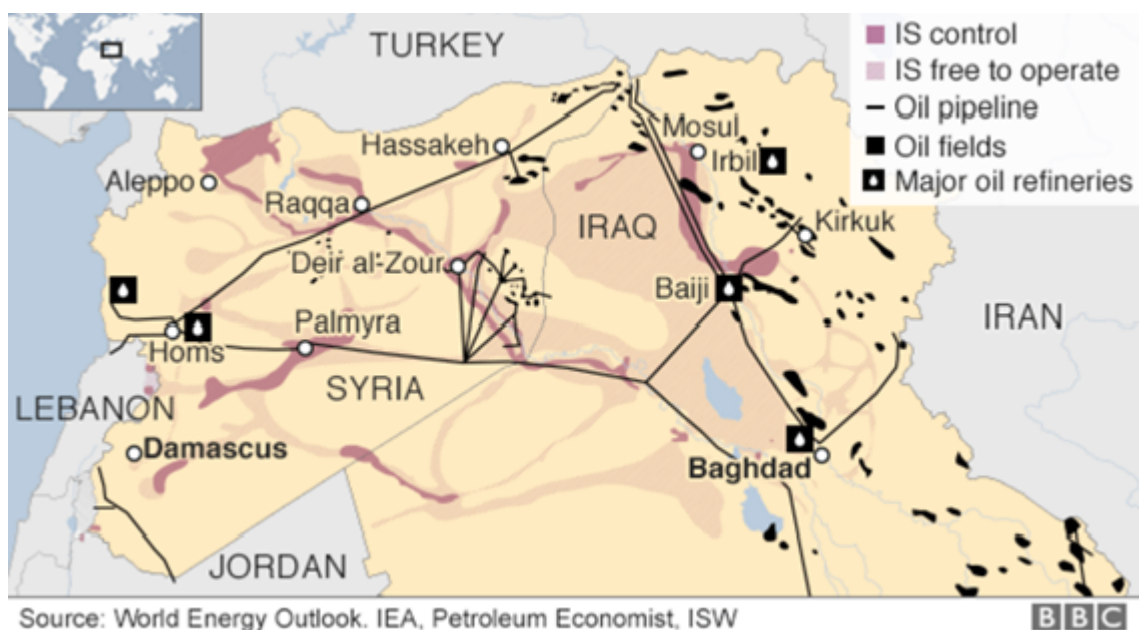 TURKEY
IS control
IS free to operate
Oil pipeline
Oil fields
Major oil refineries
Mosul
Hassakeh
Irbil
Aleppo
Raqqa
Kirkuk
IRAQ
Deir al-Zour
Baiji
Palmyra
IRAN
Homs
SYRIA
LEBANON
Damascus
Baghdad
JORDAN
Source: World Energy Outlook. IEA, Petroleum Economist, ISW
BBC